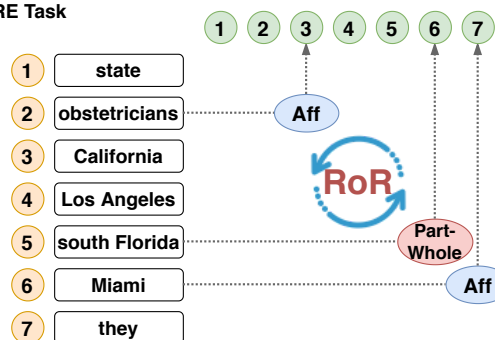 RE Task
1 2 3 4 5 6 7
1 state
2 obstetricians Aff
3 California
RoR
4 Los Angeles
5 south Florida Part-
Whole
6 Miami Aff
7 they